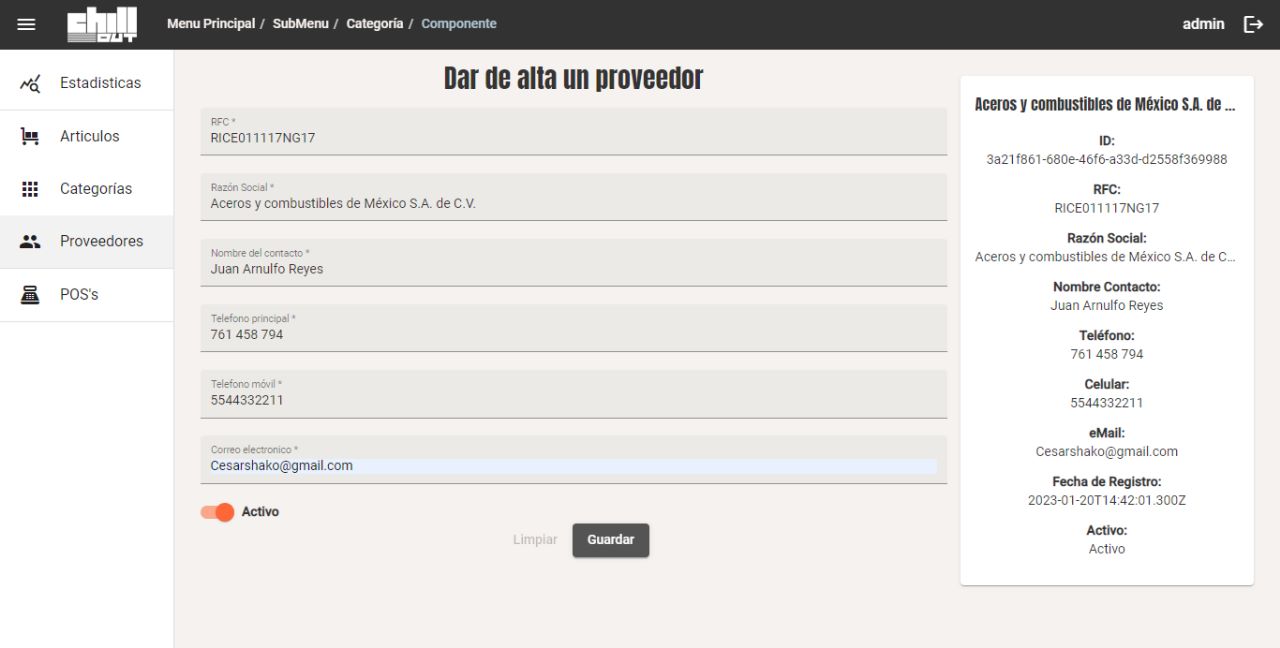 chill
OUT
Menu Principal / SubMenu / Categoría / Componente
admin
Estadisticas
Articulos
Categorías
Proveedores
POS's
Dar de alta un proveedor
RFC *
RICE011117NG17
Razón Social *
Aceros y combustibles de México S.A. de C.V.
Nombre del contacto *
Juan Arnulfo Reyes
Telefono principal *
761 458 794
Telefono móvil *
5544332211
Correo electronico *
Cesarshako@gmail.com
Activo
Limpiar
Guardar
Aceros y combustibles de México S.A. de ...
ID:
3a21f861-680e-46f6-a33d-d2558f369988
RFC:
RICE011117NG17
Razón Social:
Aceros y combustibles de México S.A. de C...
Nombre Contacto:
Juan Arnulfo Reyes
Teléfono:
761 458 794
Celular:
5544332211
eMail:
Cesarshako@gmail.com
Fecha de Registro:
2023-01-20T14:42:01.300Z
Activo:
Activo